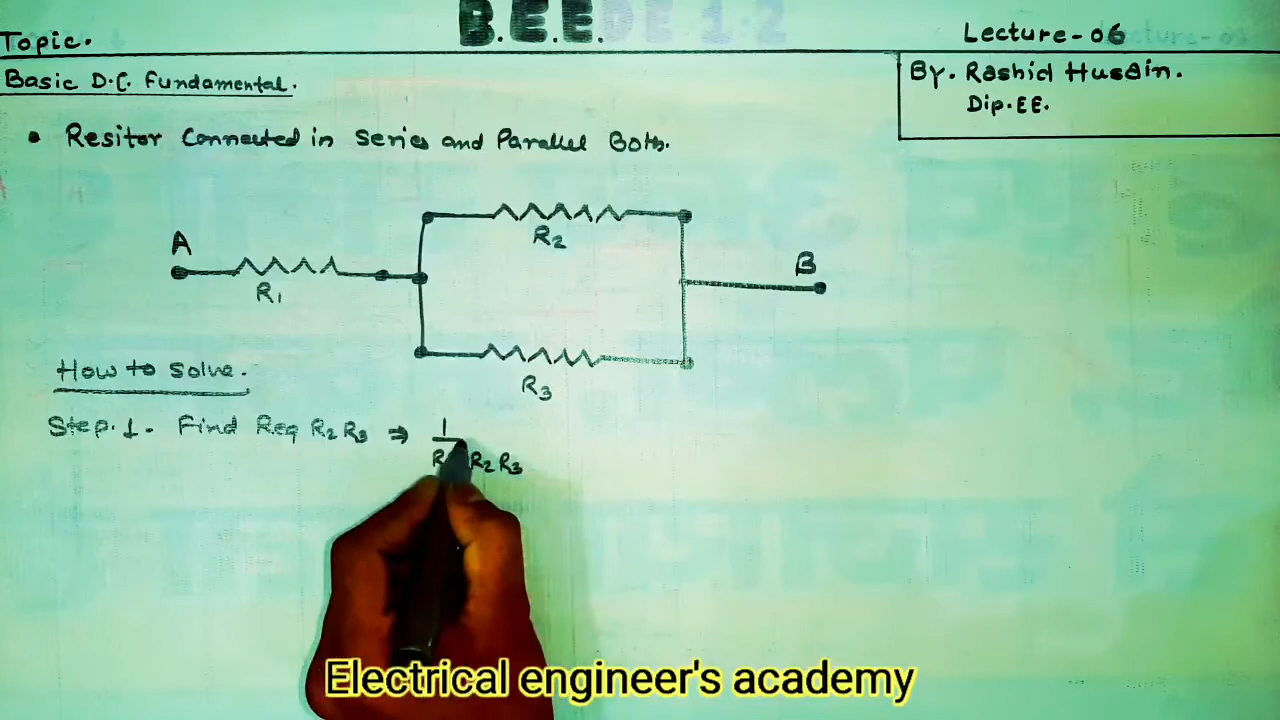 B.E.E.
Topic.
Lecture-06
Basic D.C. Fundamental.
By. Rashid Husain.
Dip.EE.
• Resitor Connected in Series and Parallel Both.
A
R1
R2
B
R3
How to Solve.
Step.1. Find Req R2 R3 ⇒ 1
R2 R3
Electrical engineer's academy